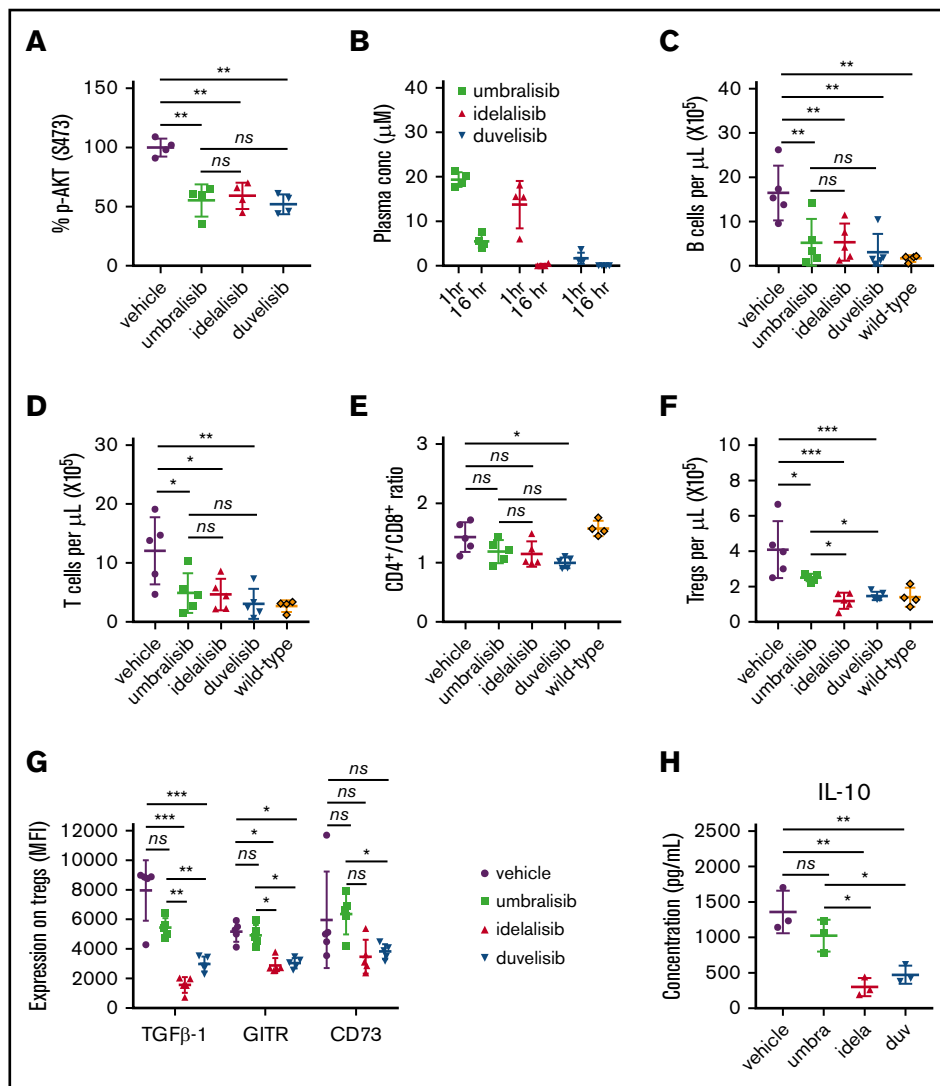 A
% p-AKT (S473)
150
100
50
0
**
**
**
ns
ns
vehicle
umbralisib
idelalisib
duvelisib
B
Plasma conc (μM)
40
30
20
10
0
umbralisib
idelalisib
duvelisib
1hr
16 hr
1hr
16 hr
1hr
16 hr
C
B cells per μL (X10⁵)
40
30
20
10
0
**
**
**
**
ns
ns
vehicle
umbralisib
idelalisib
duvelisib
wild-type
D
T cells per μL (X10⁵)
30
20
10
0
**
*
*
ns
ns
vehicle
umbralisib
idelalisib
duvelisib
wild-type
E
CD4⁺/CD8⁺ ratio
3
2
1
0
*
ns
ns
ns
ns
vehicle
umbralisib
idelalisib
duvelisib
wild-type
F
Tregs per μL (X10⁵)
10
8
6
4
2
0
***
***
*
*
*
vehicle
umbralisib
idelalisib
duvelisib
wild-type
G
Expression on tregs (MFI)
12000
10000
8000
6000
4000
2000
0
***
***
ns
**
**
*
*
ns
*
*
ns
ns
ns
*
ns
TGFβ-1
GITR
CD73
vehicle
umbralisib
idelalisib
duvelisib
H
IL-10
Concentration (pg/mL)
2500
2000
1500
1000
500
0
**
**
ns
*
*
vehicle
umbra
idela
duv